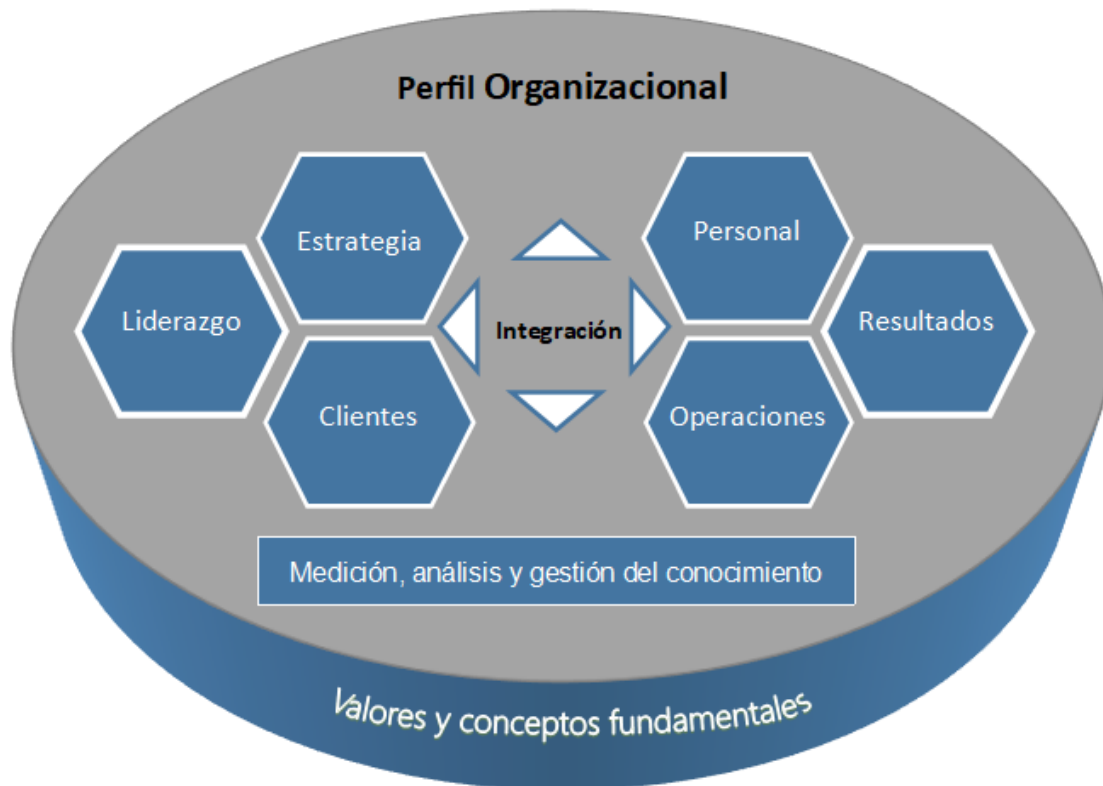 Perfil Organizacional
Estrategia
Personal
Liderazgo
Integración
Resultados
Clientes
Operaciones
Medición, análisis y gestión del conocimiento
Valores y conceptos fundamentales